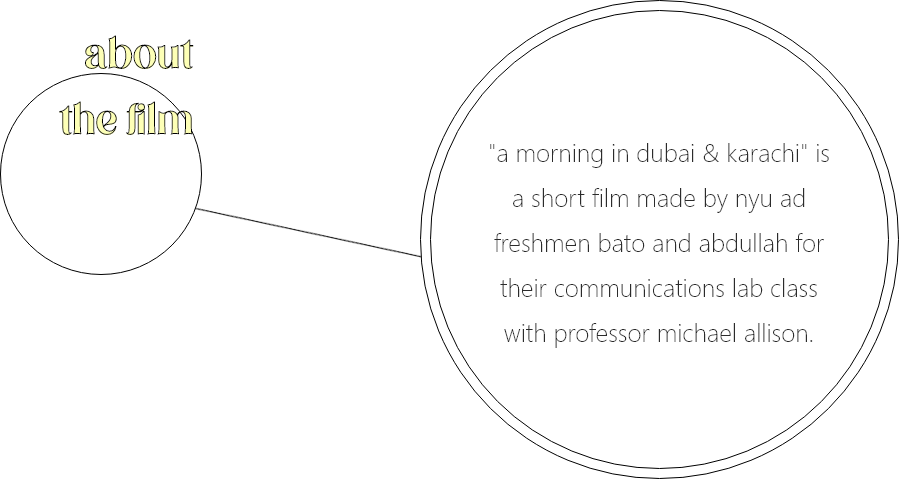 about
the film
"a morning in dubai & karachi" is
a short film made by nyu ad
freshmen bato and abdullah for
their communications lab class
with professor michael allison.